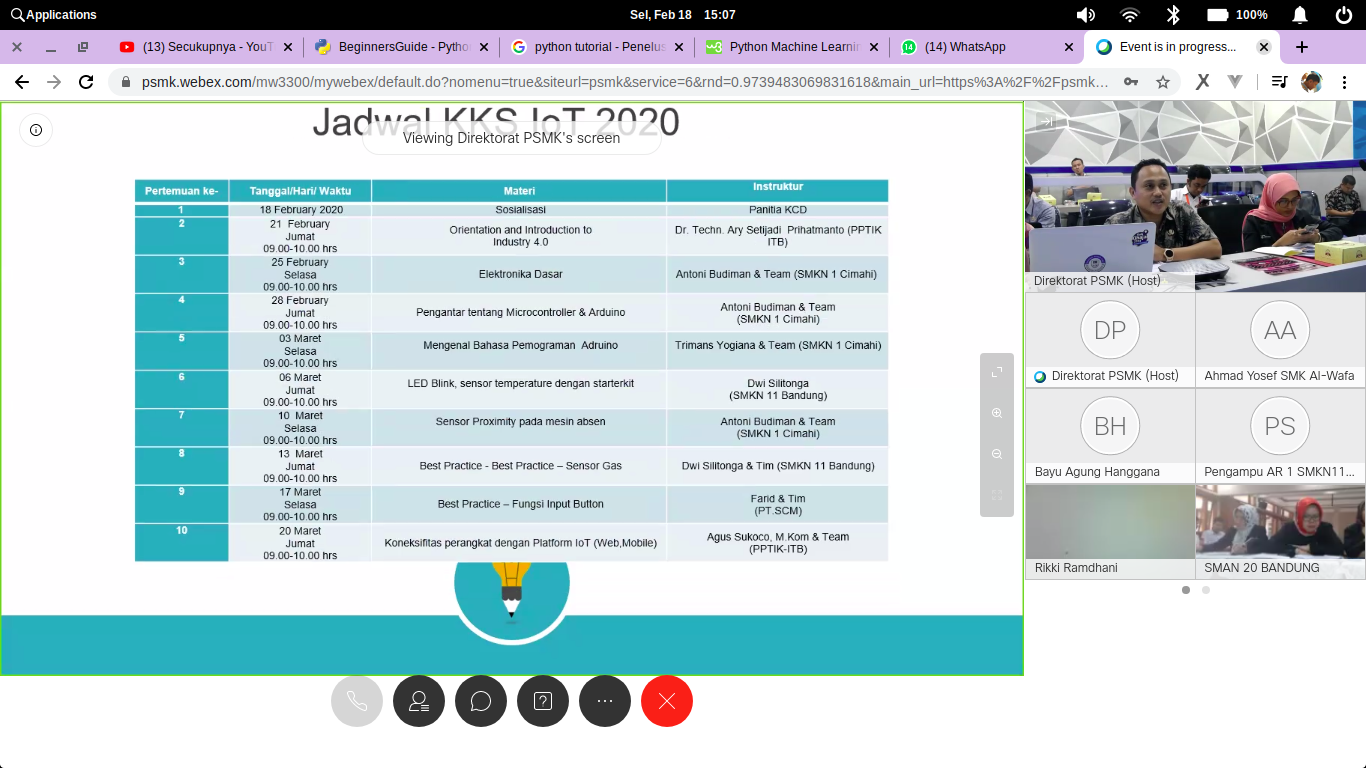 Applications
Sel, Feb 18 15:07
100%
(13) Secukupnya - YouT
BeginnersGuide - Pytho
python tutorial - Penelus
Python Machine Learnin
(14) WhatsApp
Event is in progress...
psmk.webex.com/mw3300/mywebex/default.do?nomenu=true&siteurl=psmk&service=6&rnd=0.9739483069831618&main_url=https%3A%2F%2Fpsmk...
Jadwal KKS IoT 2020
Viewing Direktorat PSMK's screen
Pertemuan ke- Tanggal/Hari/ Waktu Materi Instruktur
1 18 February 2020 Sosialisasi Panitia KCD
2 21 February
Jumat
09.00-10.00 hrs
Orientation and Introduction to
Industry 4.0
Dr. Techn. Ary Setijadi Prihatmanto (PPTIK
ITB)
3 25 February
Selasa
09.00-10.00 hrs
Elektronika Dasar
Antoni Budiman & Team (SMKN 1 Cimahi)
4 28 February
Jumat
09.00-10.00 hrs
Pengantar tentang Microcontroller & Arduino
Antoni Budiman & Team
(SMKN 1 Cimahi)
5 03 Maret
Selasa
09.00-10.00 hrs
Mengenal Bahasa Pemograman Adruino
Trimans Yogiana & Team (SMKN 1 Cimahi)
6 06 Maret
Jumat
09.00-10.00 hrs
LED Blink, sensor temperature dengan starterkit
Dwi Silitonga
(SMKN 11 Bandung)
7 10 Maret
Selasa
09.00-10.00 hrs
Sensor Proximity pada mesin absen
Antoni Budiman & Team
(SMKN 1 Cimahi)
8 13 Maret
Jumat
09.00-10.00 hrs
Best Practice - Best Practice – Sensor Gas
Dwi Silitonga & Tim (SMKN 11 Bandung)
9 17 Maret
Selasa
09.00-10.00 hrs
Best Practice – Fungsi Input Button
Farid & Tim
(PT.SCM)
10 20 Maret
Jumat
09.00-10.00 hrs
Koneksifitas perangkat dengan Platform IoT (Web,Mobile)
Agus Sukoco, M.Kom & Team
(PPTIK-ITB)
Direktorat PSMK (Host)
DP
Direktorat PSMK (Host)
AA
Ahmad Yosef SMK Al-Wafa
BH
Bayu Agung Hanggana
PS
Pengampu AR 1 SMKN11...
Rikki Ramdhani
SMAN 20 BANDUNG